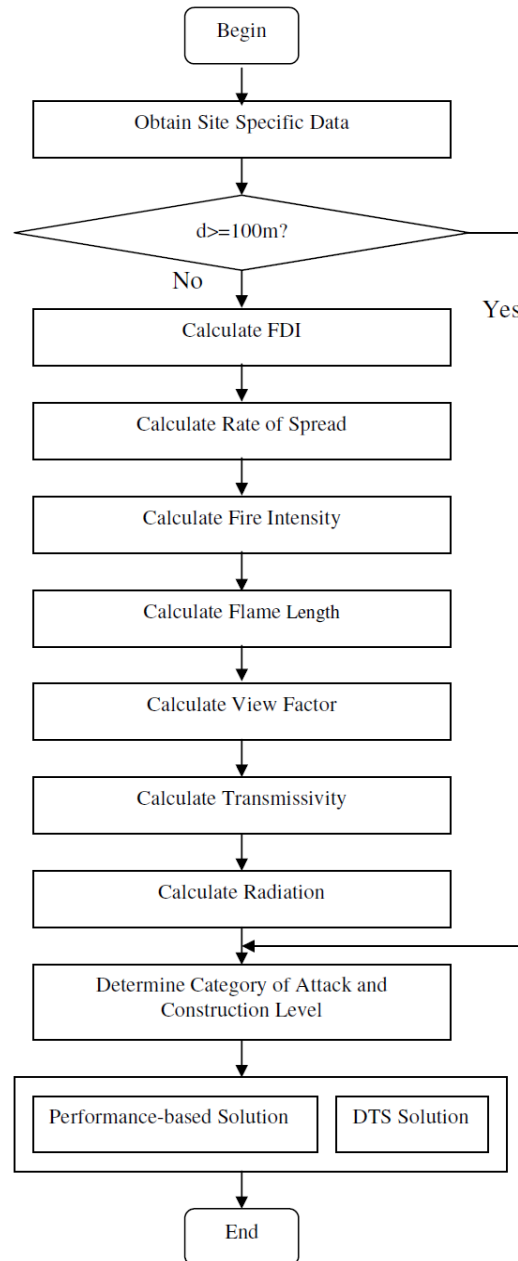 Begin
Obtain Site Specific Data
d>=100m?
No
Yes
Calculate FDI
Calculate Rate of Spread
Calculate Fire Intensity
Calculate Flame Length
Calculate View Factor
Calculate Transmissivity
Calculate Radiation
Determine Category of Attack and
Construction Level
Performance-based Solution
DTS Solution
End